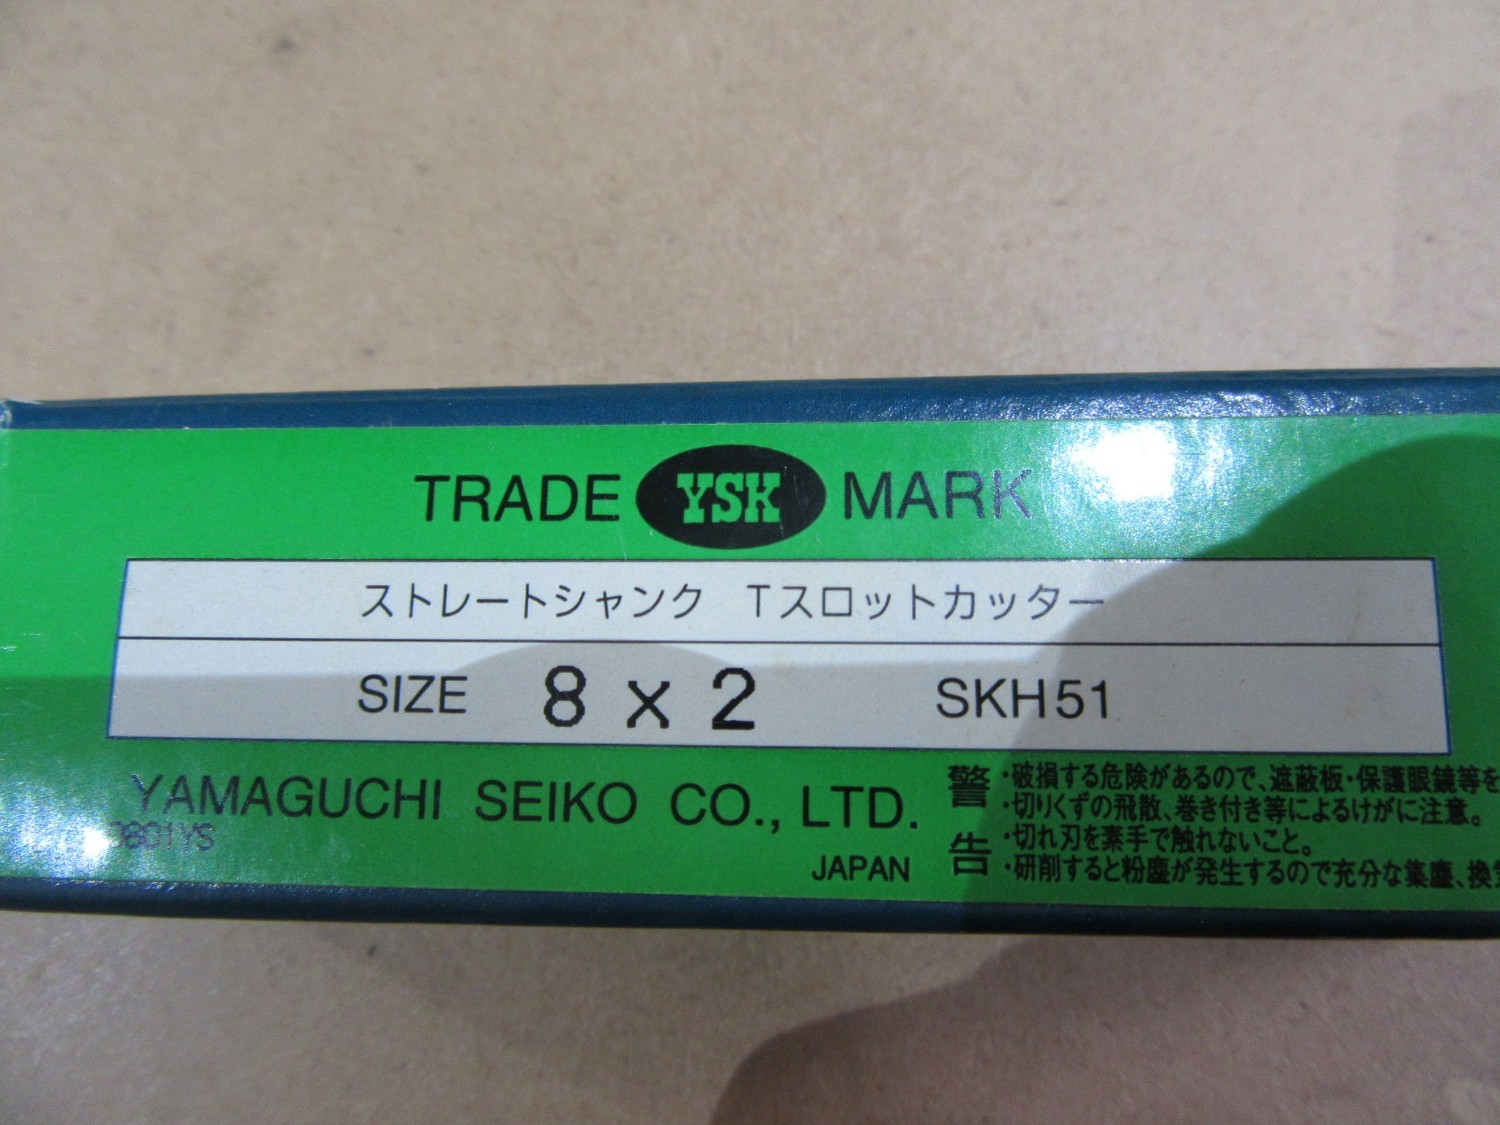 TRADE YSK MARK
ストレートシャンク Tスロットカッター
SIZE 8 x 2 SKH51
YAMAGUCHI SEIKO CO., LTD.
0801YS
JAPAN
警告
・破損する危険があるので、遮蔽板・保護眼鏡等を
・切りくずの飛散、巻き付き等によるけがに注意。
・切れ刃を素手で触れないこと。
・研削すると粉塵が発生するので充分な集塵、換